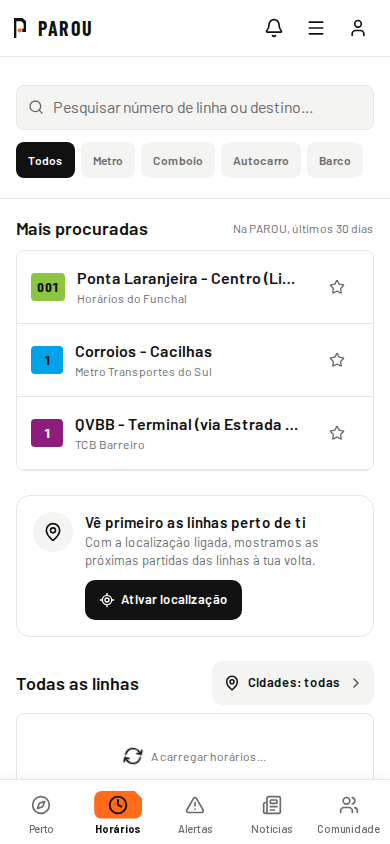 PAROU
Pesquisar número de linha ou destino...
Todos
Metro
Comboio
Autocarro
Barco
Mais procuradas
Na PAROU, últimos 30 dias
001
Ponta Laranjeira - Centro (Li...
Horários do Funchal
1
Corroios - Cacilhas
Metro Transportes do Sul
1
QVBB - Terminal (via Estrada ...
TCB Barreiro
Vê primeiro as linhas perto de ti
Com a localização ligada, mostramos as
próximas partidas das linhas à tua volta.
Ativar localização
Todas as linhas
Cidades: todas
A carregar horários...
Perto
Horários
Alertas
Notícias
Comunidade